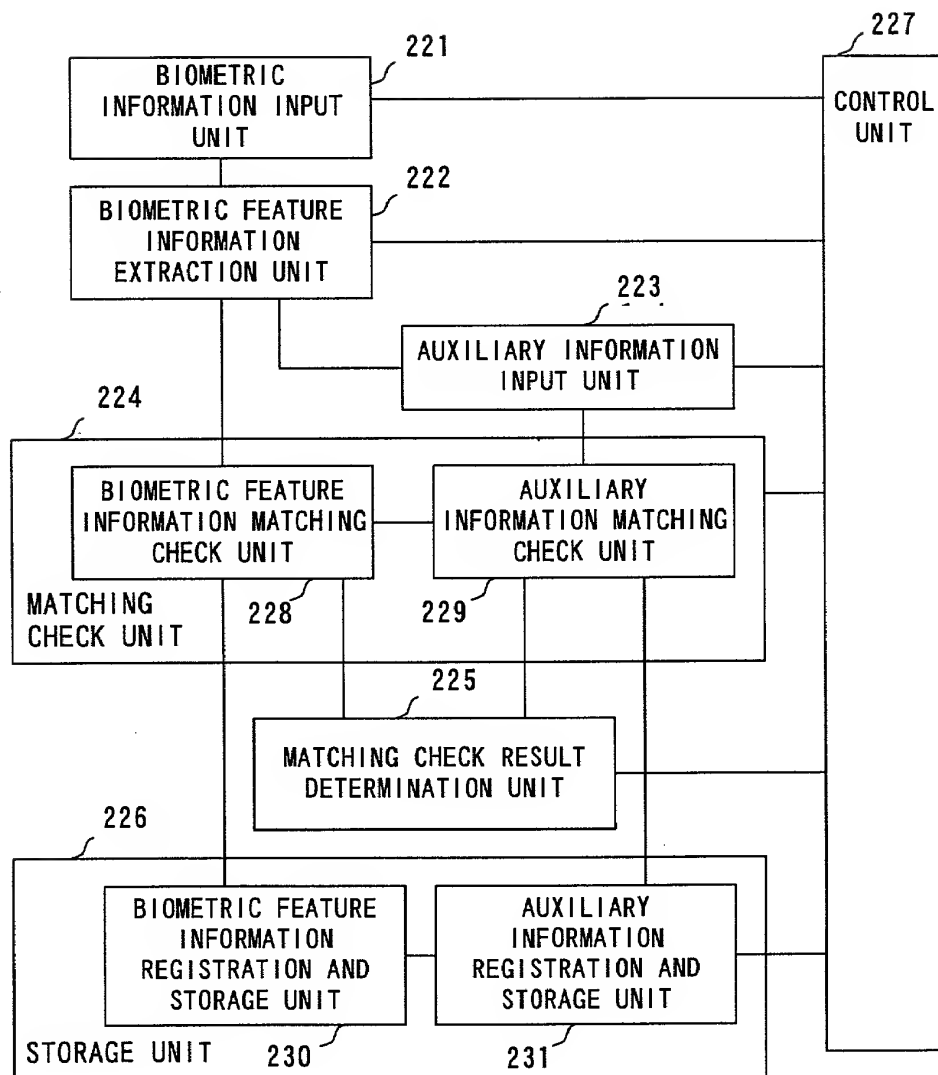 221
BIOMETRIC
INFORMATION INPUT
UNIT
227
CONTROL
UNIT
222
BIOMETRIC FEATURE
INFORMATION
EXTRACTION UNIT
223
AUXILIARY INFORMATION
INPUT UNIT
224
BIOMETRIC FEATURE
INFORMATION MATCHING
CHECK UNIT
228
AUXILIARY
INFORMATION MATCHING
CHECK UNIT
229
MATCHING
CHECK UNIT
225
MATCHING CHECK RESULT
DETERMINATION UNIT
226
BIOMETRIC FEATURE
INFORMATION
REGISTRATION AND
STORAGE UNIT
230
AUXILIARY
INFORMATION
REGISTRATION AND
STORAGE UNIT
231
STORAGE UNIT